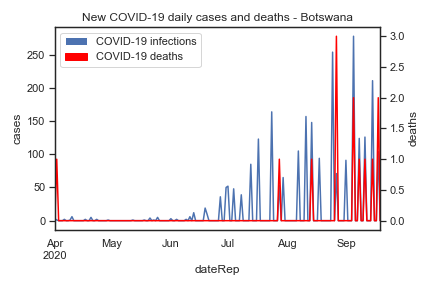 New COVID-19 daily cases and deaths - Botswana
COVID-19 infections
COVID-19 deaths
cases
250
200
150
100
50
0
3.0
2.5
2.0
1.5
1.0
0.5
0.0
deaths
Apr May Jun Jul Aug Sep
2020
dateRep